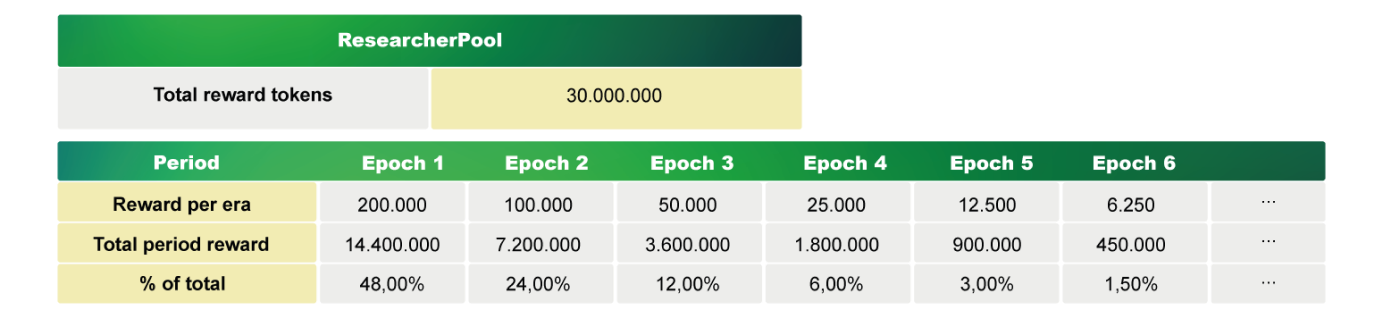 ResearcherPool
Total reward tokens 30.000.000
Period Epoch 1 Epoch 2 Epoch 3 Epoch 4 Epoch 5 Epoch 6
Reward per era 200.000 100.000 50.000 25.000 12.500 6.250 ...
Total period reward 14.400.000 7.200.000 3.600.000 1.800.000 900.000 450.000 ...
% of total 48,00% 24,00% 12,00% 6,00% 3,00% 1,50% ...